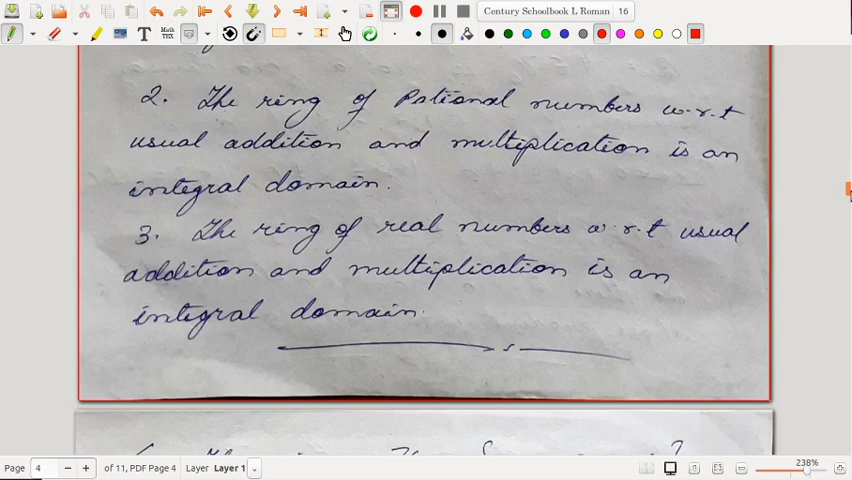 Century Schoolbook L Roman 16
T Math TEX
2. The ring of Rational numbers w.r.t
usual addition and multiplication is an
integral domain.
3. The ring of real numbers w.r.t usual
addition and multiplication is an
integral domain.
Page 4 of 11, PDF Page 4 Layer Layer 1 238%